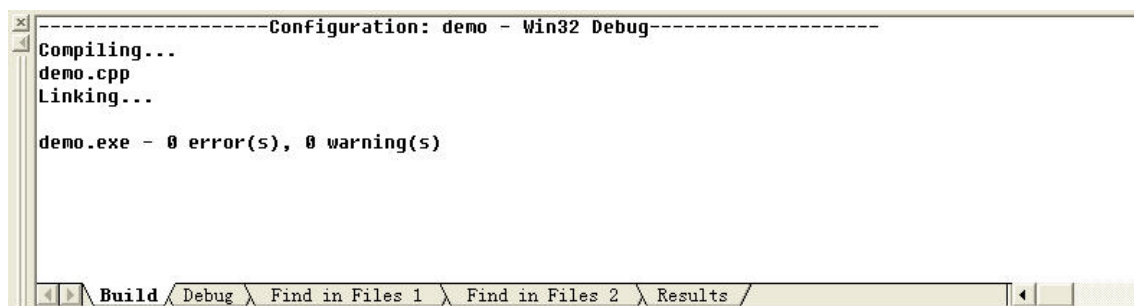 --------------------Configuration: demo - Win32 Debug--------------------
Compiling...
demo.cpp
Linking...
demo.exe - 0 error(s), 0 warning(s)
Build Debug Find in Files 1 Find in Files 2 Results